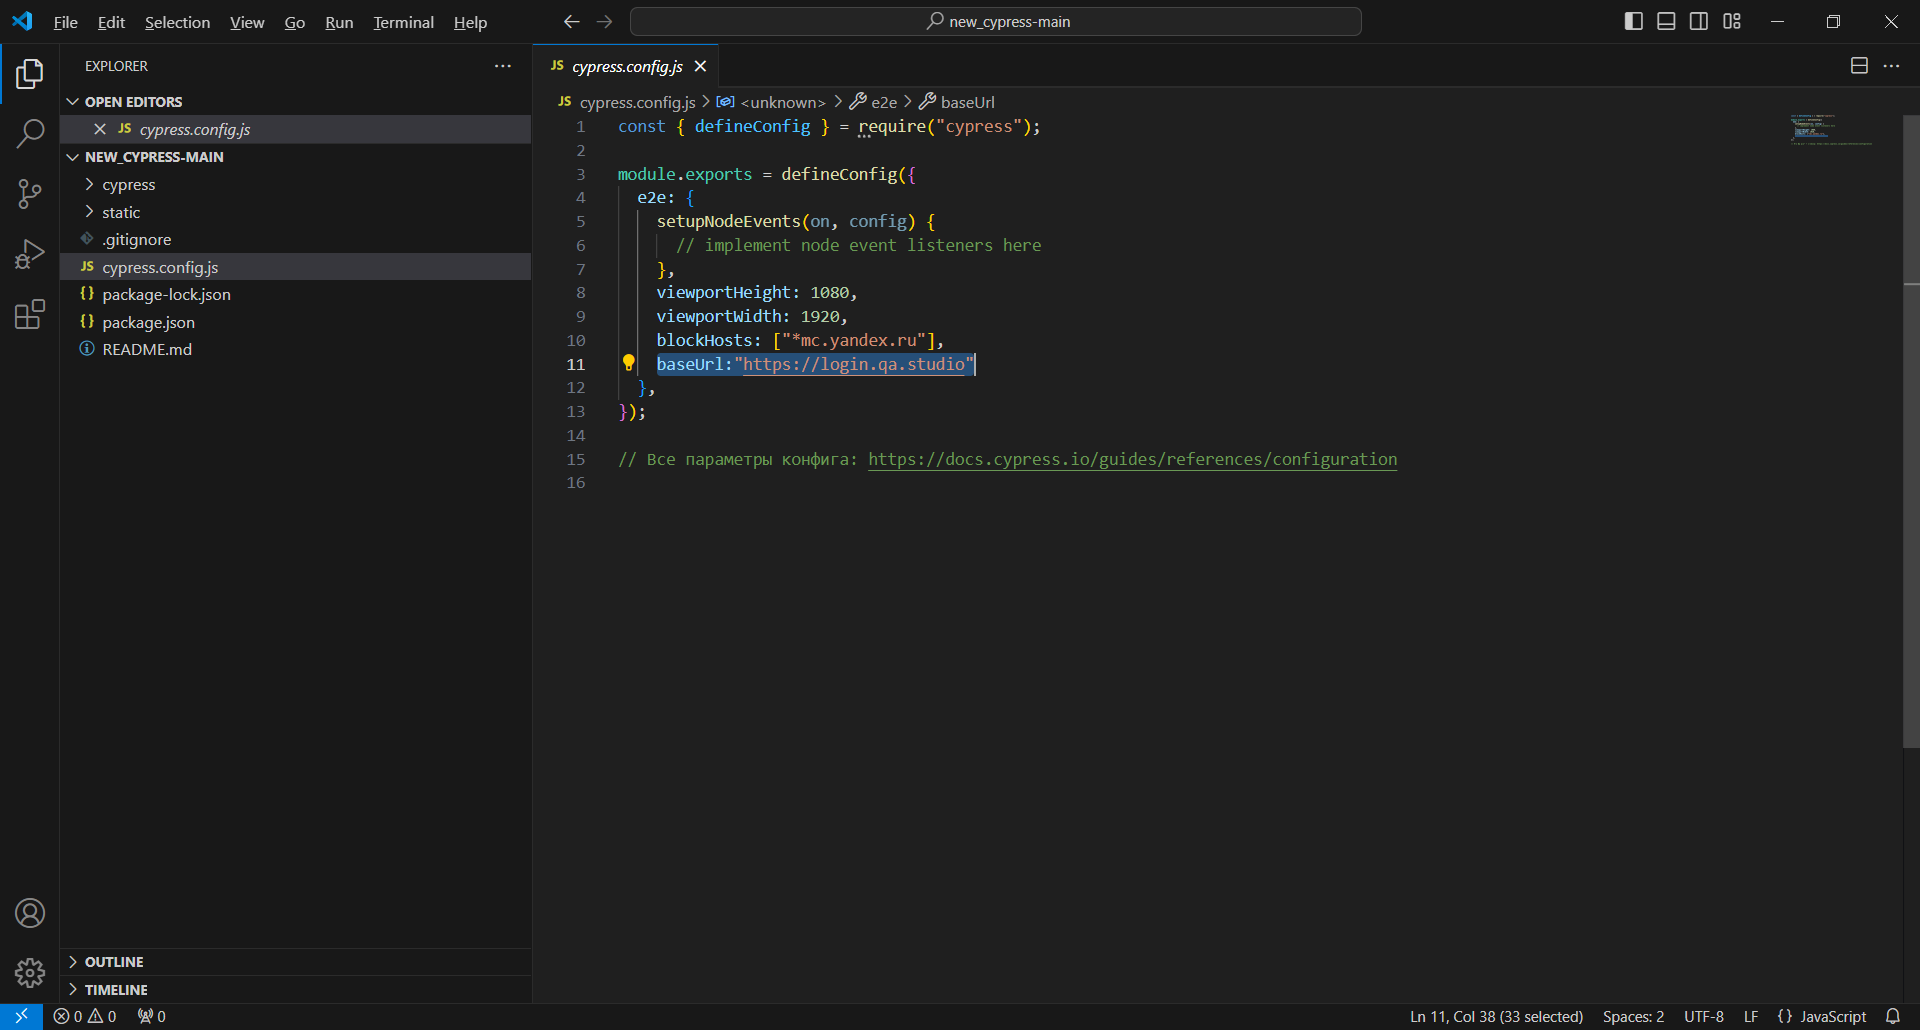 File Edit Selection View Go Run Terminal Help
new_cypress-main
EXPLORER
OPEN EDITORS
JS cypress.config.js
NEW_CYPRESS-MAIN
cypress
static
.gitignore
JS cypress.config.js
{} package-lock.json
{} package.json
README.md
OUTLINE
TIMELINE
JS cypress.config.js
JS cypress.config.js > <unknown> > e2e > baseUrl
1 const { defineConfig } = require("cypress");
2
3 module.exports = defineConfig({
4 e2e: {
5 setupNodeEvents(on, config) {
6 // implement node event listeners here
7 },
8 viewportHeight: 1080,
9 viewportWidth: 1920,
10 blockHosts: ["*mc.yandex.ru"],
11 baseUrl:"https://login.qa.studio"
12 },
13 });
14
15 // Все параметры конфига: https://docs.cypress.io/guides/references/configuration
16
0 0 0
Ln 11, Col 38 (33 selected) Spaces: 2 UTF-8 LF {} JavaScript